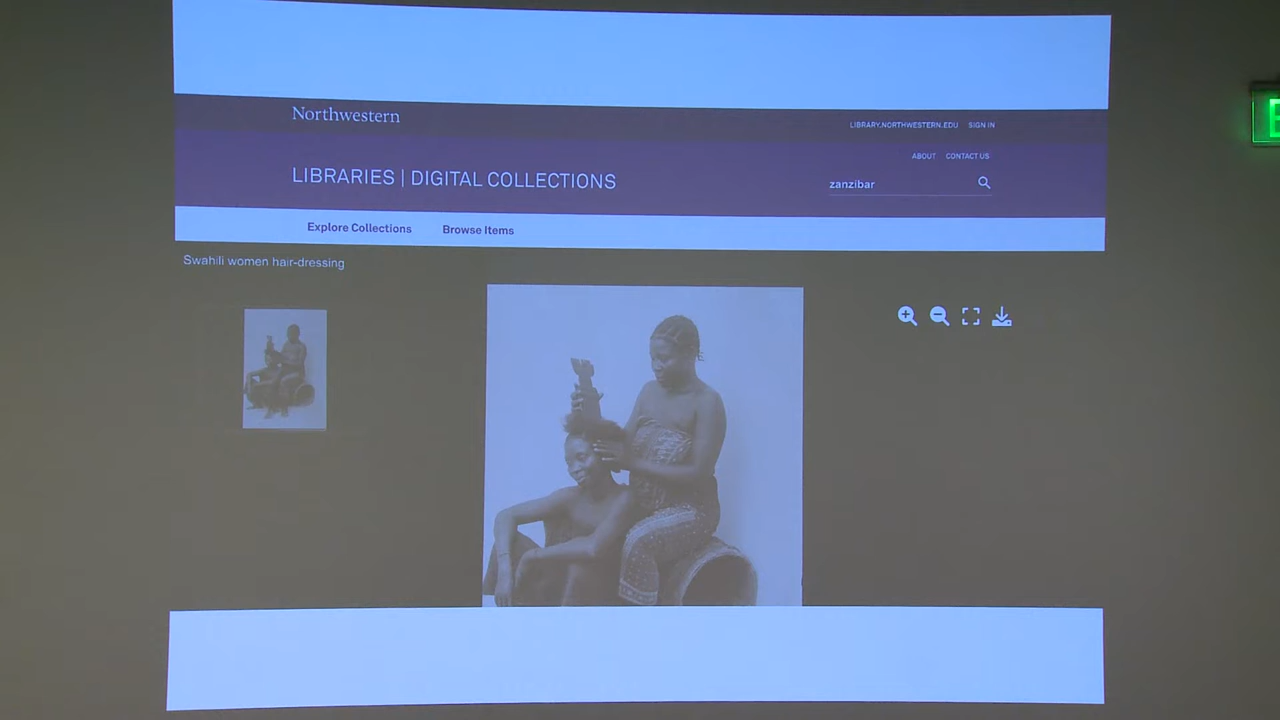 Northwestern
LIBRARY.NORTHWESTERN.EDU SIGN IN
ABOUT CONTACT US
LIBRARIES | DIGITAL COLLECTIONS
zanzibar
Explore Collections Browse Items
Swahili women hair-dressing
E